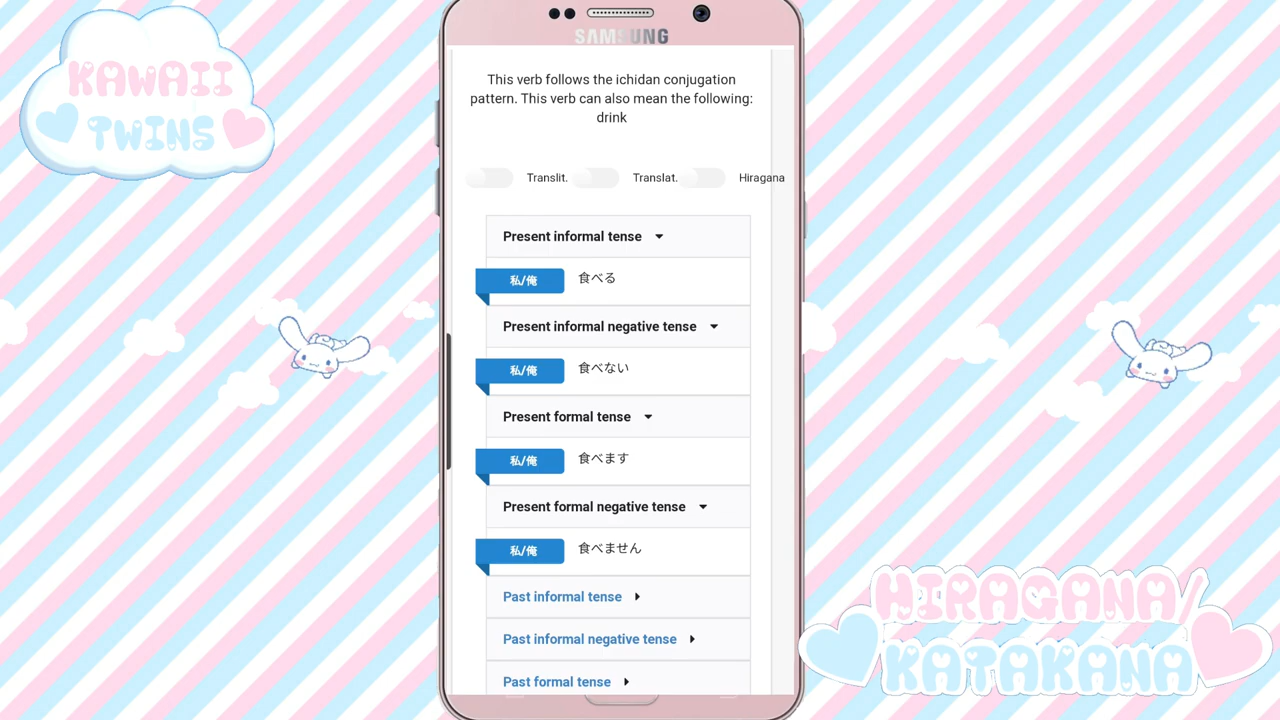 KAWAII
TWINS
SAMSUNG
This verb follows the ichidan conjugation
pattern. This verb can also mean the following:
drink
Translit.
Translat.
Hiragana
Present informal tense
私/俺
食べる
Present informal negative tense
私/俺
食べない
Present formal tense
私/俺
食べます
Present formal negative tense
私/俺
食べません
Past informal tense
Past informal negative tense
Past formal tense
HIRAGANA/
KATAKANA